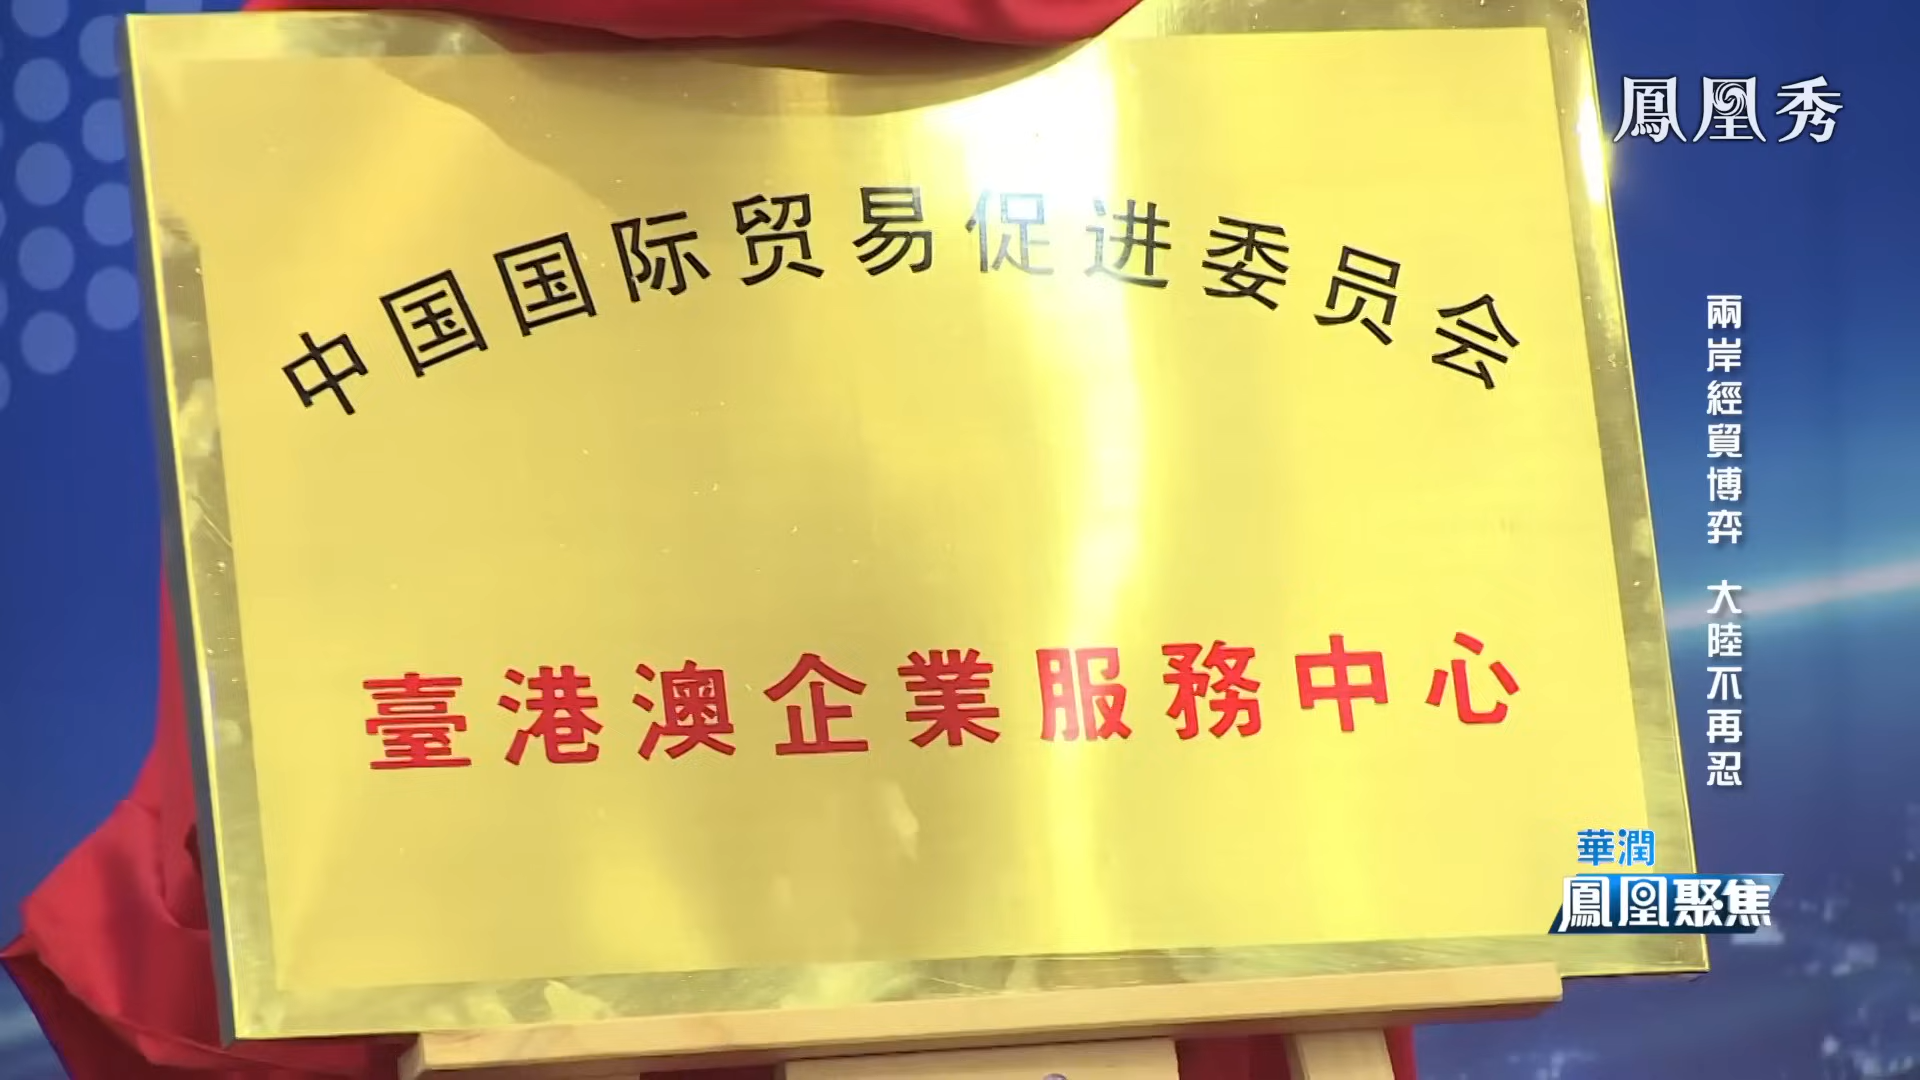 中国国际贸易促进委员会
臺港澳企業服務中心
鳳凰秀
兩岸經貿博弈 大陸不再忍
華潤
鳳凰聚焦